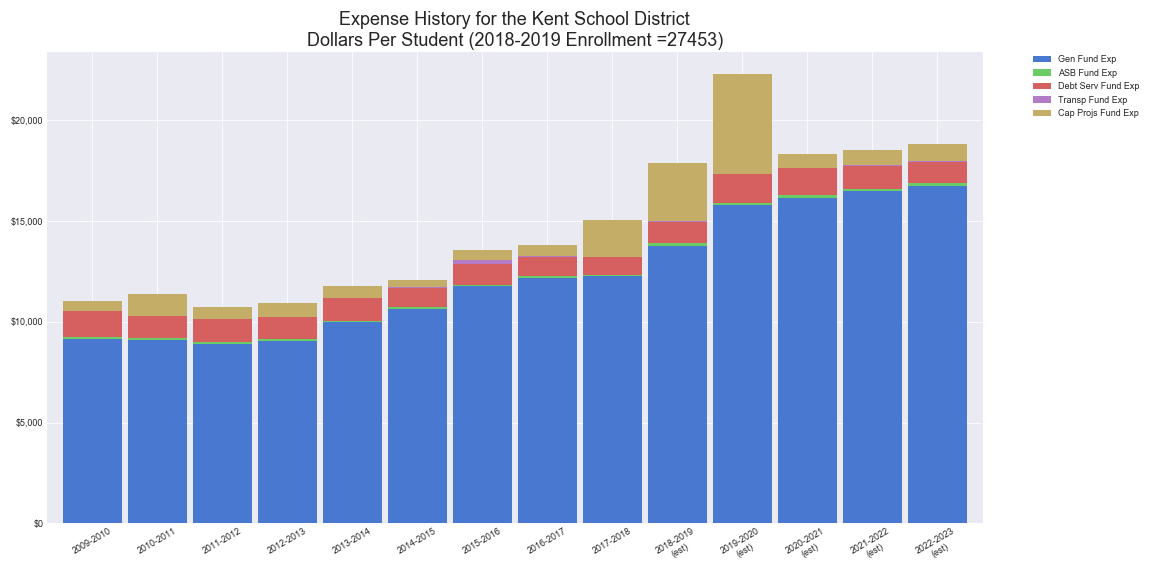 Expense History for the Kent School District
Dollars Per Student (2018-2019 Enrollment =27453)
Gen Fund Exp
ASB Fund Exp
Debt Serv Fund Exp
Transp Fund Exp
Cap Projs Fund Exp
$20,000
$15,000
$10,000
$5,000
$0
2009-2010
2010-2011
2011-2012
2012-2013
2013-2014
2014-2015
2015-2016
2016-2017
2017-2018
2018-2019
(est)
2019-2020
(est)
2020-2021
(est)
2021-2022
(est)
2022-2023
(est)